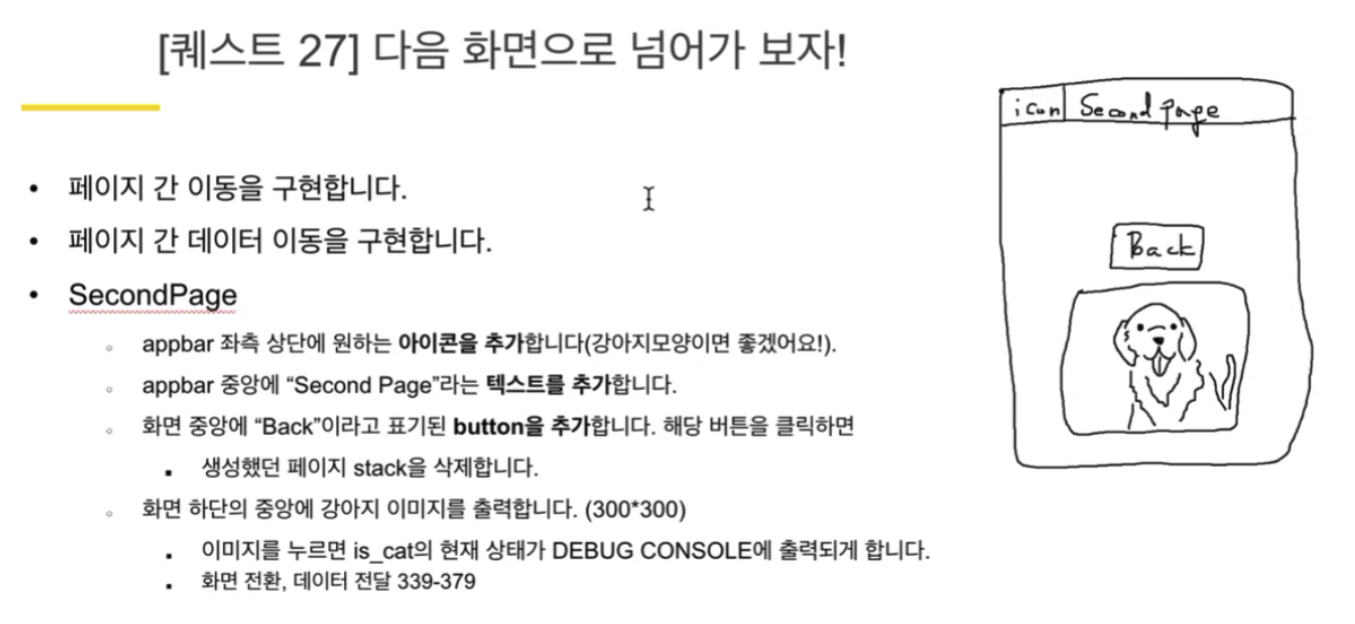 [퀘스트 27] 다음 화면으로 넘어가 보자!
• 페이지 간 이동을 구현합니다.
• 페이지 간 데이터 이동을 구현합니다.
• SecondPage
◦ appbar 좌측 상단에 원하는 아이콘을 추가합니다(강아지모양이면 좋겠어요!).
◦ appbar 중앙에 “Second Page”라는 텍스트를 추가합니다.
◦ 화면 중앙에 “Back”이라고 표기된 button을 추가합니다. 해당 버튼을 클릭하면
▪ 생성했던 페이지 stack을 삭제합니다.
◦ 화면 하단의 중앙에 강아지 이미지를 출력합니다. (300*300)
▪ 이미지를 누르면 is_cat의 현재 상태가 DEBUG CONSOLE에 출력되게 합니다.
▪ 화면 전환, 데이터 전달 339-379
icon Second page
Back